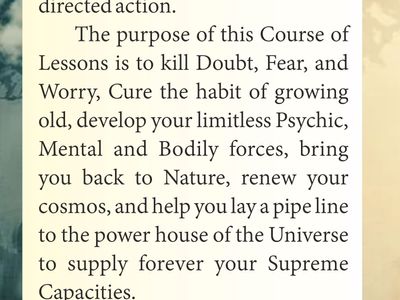 directed action.
The purpose of this Course of
Lessons is to kill Doubt, Fear, and
Worry, Cure the habit of growing
old, develop your limitless Psychic,
Mental and Bodily forces, bring
you back to Nature, renew your
cosmos, and help you lay a pipe line
to the power house of the Universe
to supply forever your Supreme
Capacities.